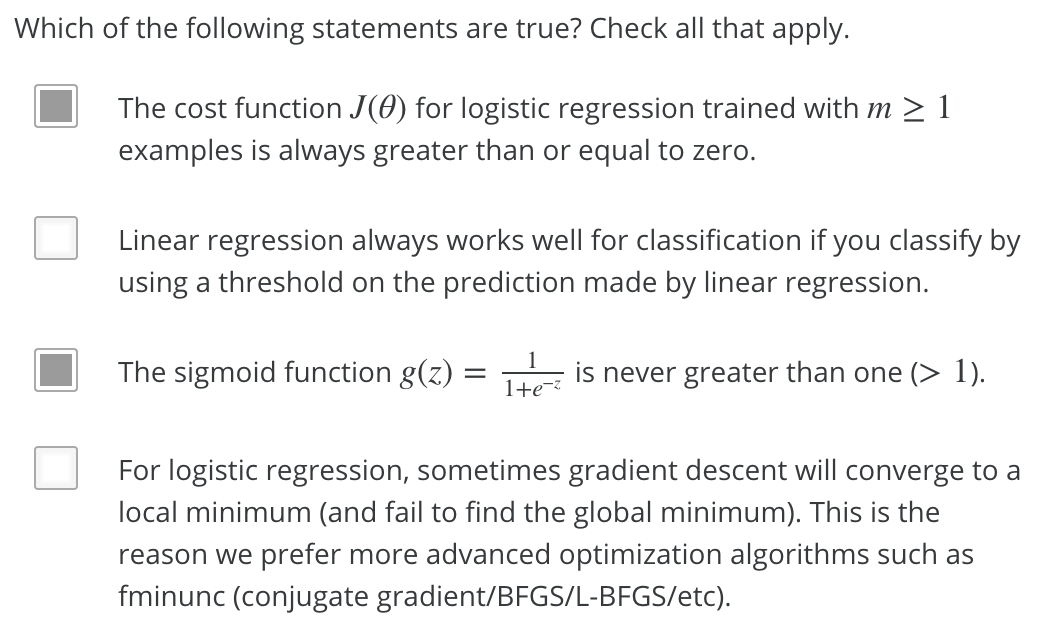 Which of the following statements are true? Check all that apply.
The cost function J(θ) for logistic regression trained with m ≥ 1
examples is always greater than or equal to zero.
Linear regression always works well for classification if you classify by
using a threshold on the prediction made by linear regression.
The sigmoid function g(z) = 1/(1+e^{-z}) is never greater than one (> 1).
For logistic regression, sometimes gradient descent will converge to a
local minimum (and fail to find the global minimum). This is the
reason we prefer more advanced optimization algorithms such as
fminunc (conjugate gradient/BFGS/L-BFGS/etc).